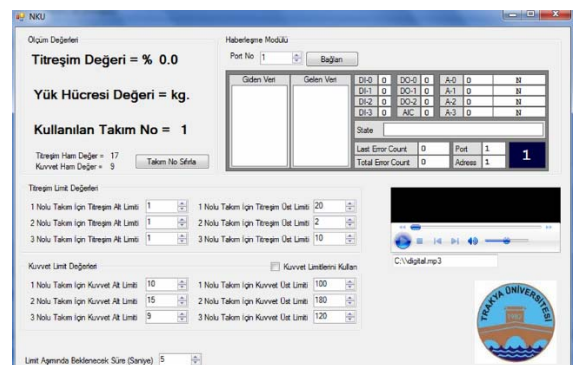 NKU
Ölçüm Değerleri
Titreşim Değeri = % 0.0
Yük Hücresi Değeri = kg.
Kullanılan Takım No = 1
Titreşim Ham Değer = 17
Kuvvet Ham Değer = 9
Takım No Sıfırla
Haberleşme Modülü
Port No 1 Bağlan
Giden Veri Gelen Veri
DI-0 0 DO-0 0 A-0 0 N
DI-1 0 DO-1 0 A-1 0 N
DI-2 0 DO-2 0 A-2 0 N
DI-3 0 AIC 0 A-3 0 N
State
Last Error Count 0 Port 1
Total Error Count 0 Adress 1
1
Titreşim Limit Değerleri
1 Nolu Takım İçin Titreşim Alt Limiti 1 1 Nolu Takım İçin Titreşim Üst Limiti 20
2 Nolu Takım İçin Titreşim Alt Limiti 1 2 Nolu Takım İçin Titreşim Üst Limiti 2
3 Nolu Takım İçin Titreşim Alt Limiti 1 3 Nolu Takım İçin Titreşim Üst Limiti 10
Kuvvet Limit Değerleri
Kuvvet Limitlerini Kullan
1 Nolu Takım İçin Kuvvet Alt Limiti 10 1 Nolu Takım İçin Kuvvet Üst Limiti 100
2 Nolu Takım İçin Kuvvet Alt Limiti 15 2 Nolu Takım İçin Kuvvet Üst Limiti 180
3 Nolu Takım İçin Kuvvet Alt Limiti 9 3 Nolu Takım İçin Kuvvet Üst Limiti 120
Limit Aşımında Beklenecek Süre (Saniye) 5
C:\\digital.mp3
TRAKYA ÜNİVERSİTESİ
1982